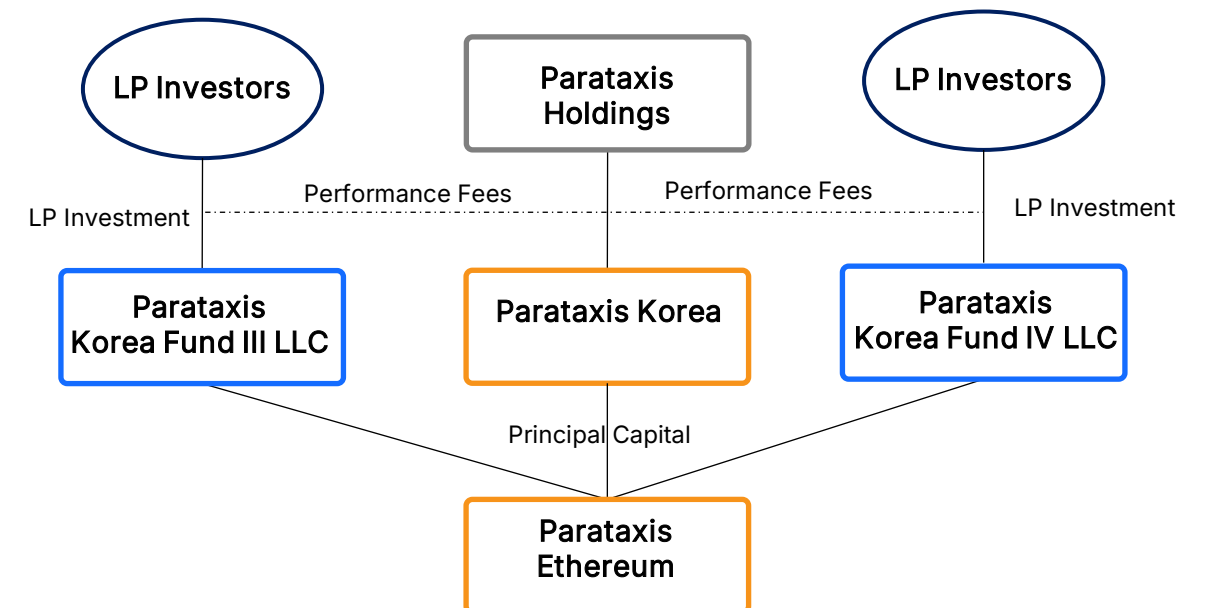 LP Investors
Parataxis
Holdings
LP Investors
Performance Fees
Performance Fees
LP Investment
LP Investment
Parataxis
Korea Fund III LLC
Parataxis Korea
Parataxis
Korea Fund IV LLC
Principal Capital
Parataxis
Ethereum